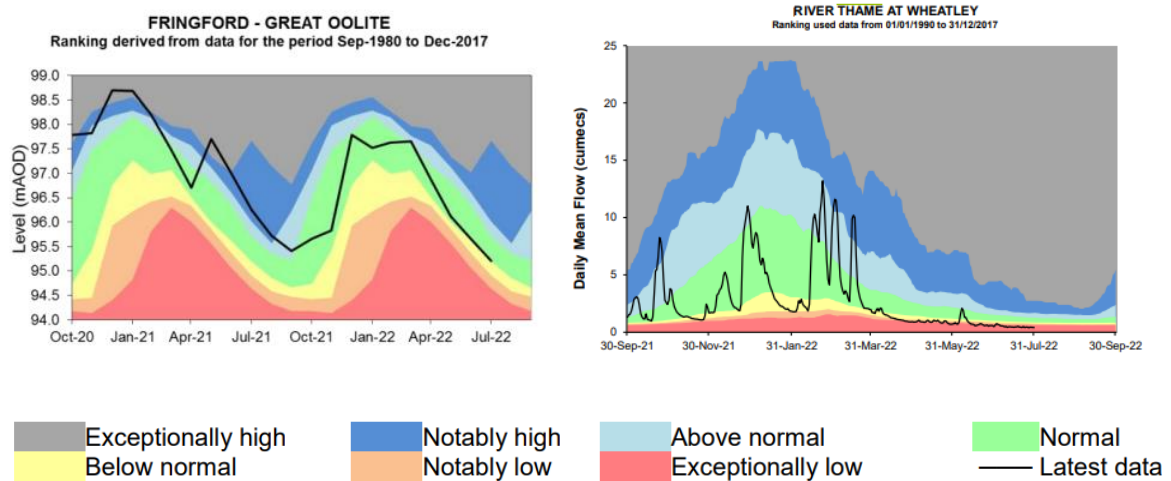 FRINGFORD - GREAT OOLITE
Ranking derived from data for the period Sep-1980 to Dec-2017
Level (mAOD)
99.0
98.5
98.0
97.5
97.0
96.5
96.0
95.5
95.0
94.5
94.0
Oct-20 Jan-21 Apr-21 Jul-21 Oct-21 Jan-22 Apr-22 Jul-22
RIVER THAME AT WHEATLEY
Ranking used data from 01/01/1990 to 31/12/2017
Daily Mean Flow (cumecs)
25
20
15
10
5
0
30-Sep-21 30-Nov-21 31-Jan-22 31-Mar-22 31-May-22 31-Jul-22 30-Sep-22
Exceptionally high Notably high Above normal Normal
Below normal Notably low Exceptionally low Latest data